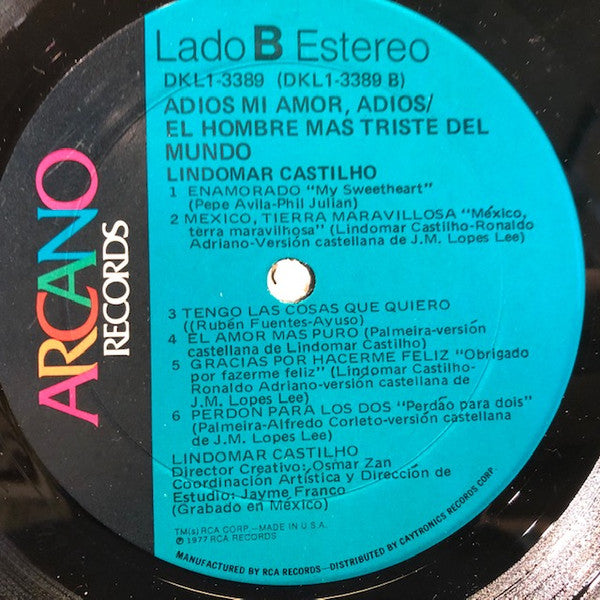 ARCANO
RECORDS
Lado B Estereo
DKL1-3389 (DKL1-3389 B)
ADIOS MI AMOR, ADIOS/
EL HOMBRE MAS TRISTE DEL
MUNDO
LINDOMAR CASTILHO
1 ENAMORADO "My Sweetheart"
(Pepe Avila-Phil Julian)
2 MEXICO, TIERRA MARAVILLOSA "México,
terra maravilhosa" (Lindomar Castilho-Ronaldo
Adriano-Versión castellana de J.M. Lopes Lee)
3 TENGO LAS COSAS QUE QUIERO
((Rubén Fuentes-Ayuso)
4 EL AMOR MAS PURO (Palmeira-versión
castellana de Lindomar Castilho)
5 GRACIAS POR HACERME FELIZ "Obrigado
por fazerme feliz" (Lindomar Castilho-
Ronaldo Adriano-versión castellana de
J.M. Lopes Lee)
6 PERDON PARA LOS DOS "Perdão para dois"
(Palmeira-Alfredo Corleto-versión castellana
de J.M. Lopes Lee)
LINDOMAR CASTILHO
Director Creativo: Osmar Zan
Coordinación Artística y Dirección de
Estudio: Jayme Franco
(Grabado en México)
TM(s) RCA CORP.-MADE IN U.S.A.
℗ 1977 RCA RECORDS
MANUFACTURED BY RCA RECORDS-DISTRIBUTED BY CAYTRONICS RECORDS CORP.